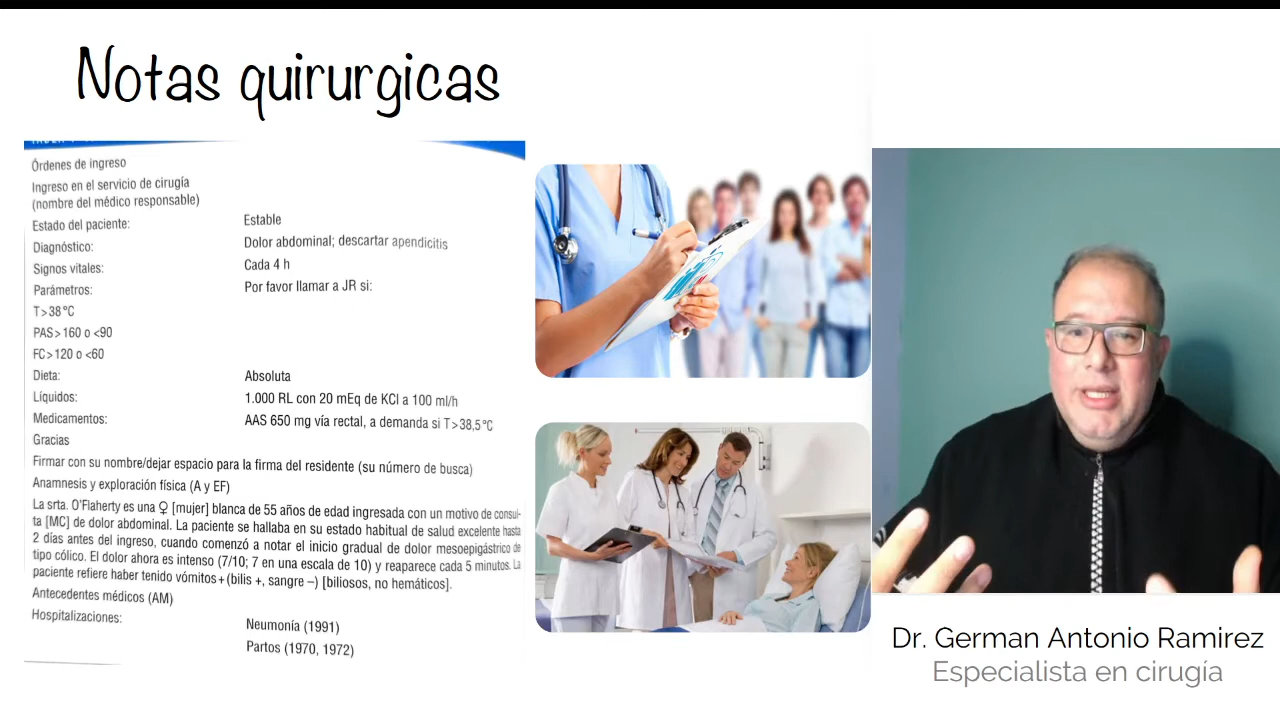 Notas quirurgicas
Órdenes de ingreso
Ingreso en el servicio de cirugía
(nombre del médico responsable)
Estado del paciente: Estable
Diagnóstico: Dolor abdominal; descartar apendicitis
Signos vitales: Cada 4 h
Parámetros: Por favor llamar a JR si:
T>38°C
PAS>160 o <90
FC>120 o <60
Dieta: Absoluta
Líquidos: 1.000 RL con 20 mEq de KCl a 100 ml/h
Medicamentos: AAS 650 mg vía rectal, a demanda si T>38,5°C
Gracias
Firmar con su nombre/dejar espacio para la firma del residente (su número de busca)
Anamnesis y exploración física (A y EF)
La srta. O'Flaherty es una ♀ [mujer] blanca de 55 años de edad ingresada con un motivo de consul-
ta [MC] de dolor abdominal. La paciente se hallaba en su estado habitual de salud excelente hasta
2 días antes del ingreso, cuando comenzó a notar el inicio gradual de dolor mesoepigástrico de
tipo cólico. El dolor ahora es intenso (7/10; 7 en una escala de 10) y reaparece cada 5 minutos. La
paciente refiere haber tenido vómitos+(bilis +, sangre –) [biliosos, no hemáticos].
Antecedentes médicos (AM)
Hospitalizaciones: Neumonía (1991)
Partos (1970, 1972)
Dr. German Antonio Ramirez
Especialista en cirugía